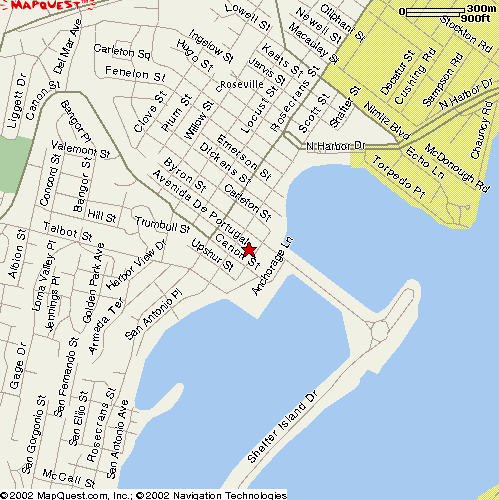 MAPQUEST
300m
900ft
Lowell St
Newell St
Oliphant St
Macaulay St
Stockton Rd
Del Mar Ave
Carleton Sq
Ingelow St
Hugo St
Keats St
Jarvis St
Fenelon St
Roseville
Decatur St
Cushing Rd
Sampson Rd
Liggett Dr
Canon St
Clove St
Plum St
Willow St
Locust St
Rosecrans St
Scott St
Shafter St
Nimitz Blvd
N Harbor Dr
Chauncy Rd
Bangor Pl
Emerson St
Dickens St
N Harbor Dr
Echo Ln
McDonough Rd
Torpedo Pt
Valemont St
Byron St
Avenida De Portugal
Carleton St
Concord St
Bangor St
Hill St
Talbot St
Trumbull St
Canon St
Upshur St
Anchorage Ln
Harbor View Dr
Albion St
Loma Valley Pl
Jennings Pl
Golden Park Ave
Armada Ter
San Antonio Pl
Gage Dr
San Fernando St
San Gorgonio St
San Elijo St
Rosecrans St
San Antonio Ave
McCall St
Shelter Island Dr
©2002 MapQuest.com, Inc.; © 2002 Navigation Technologies